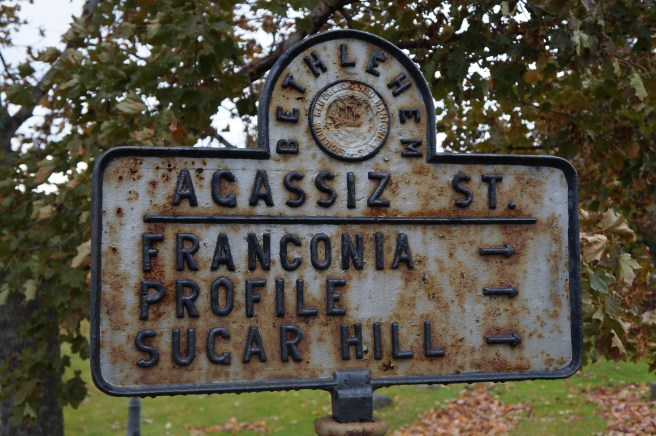 BETHLEHEM
AGASSIZ ST.
FRANCONIA →
PROFILE →
SUGAR HILL →